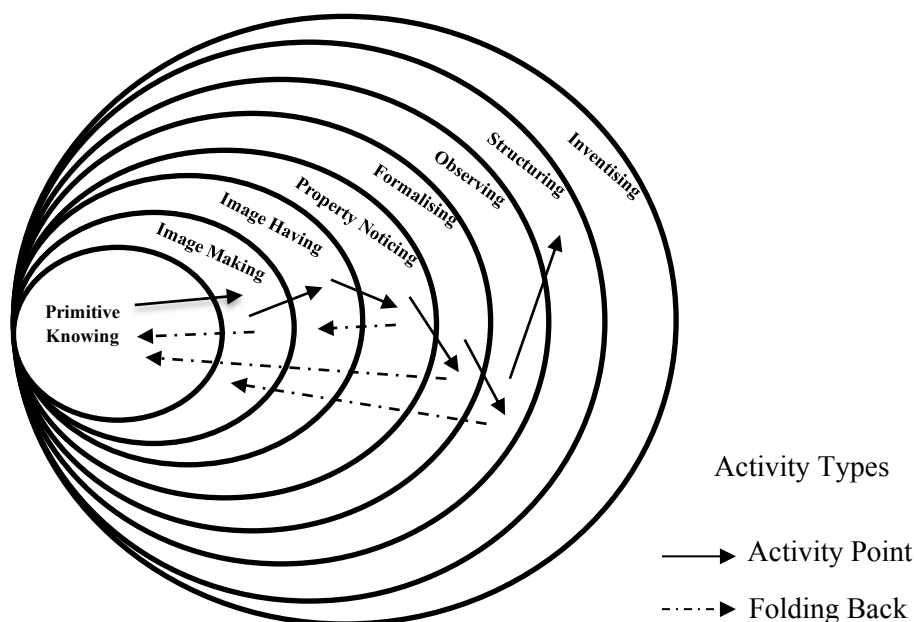 Primitive
Knowing
Image Making
Image Having
Property Noticing
Formalising
Observing
Structuring
Inventising
Activity Types
Activity Point
Folding Back